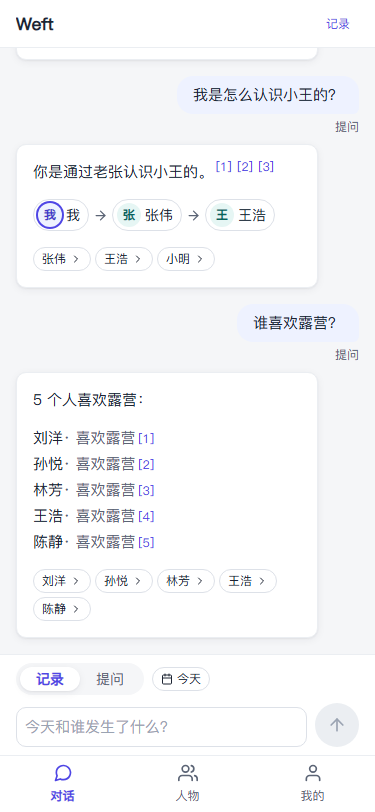 Weft
记录
我是怎么认识小王的？
提问
你是通过老张认识小王的。[1] [2] [3]
我 我 → 张 张伟 → 王 王浩
张伟 > 王浩 > 小明 >
谁喜欢露营？
提问
5 个人喜欢露营：
刘洋· 喜欢露营 [1]
孙悦· 喜欢露营 [2]
林芳· 喜欢露营 [3]
王浩· 喜欢露营 [4]
陈静· 喜欢露营 [5]
刘洋 > 孙悦 > 林芳 > 王浩 >
陈静 >
记录 提问 今天
今天和谁发生了什么？
对话 人物 我的